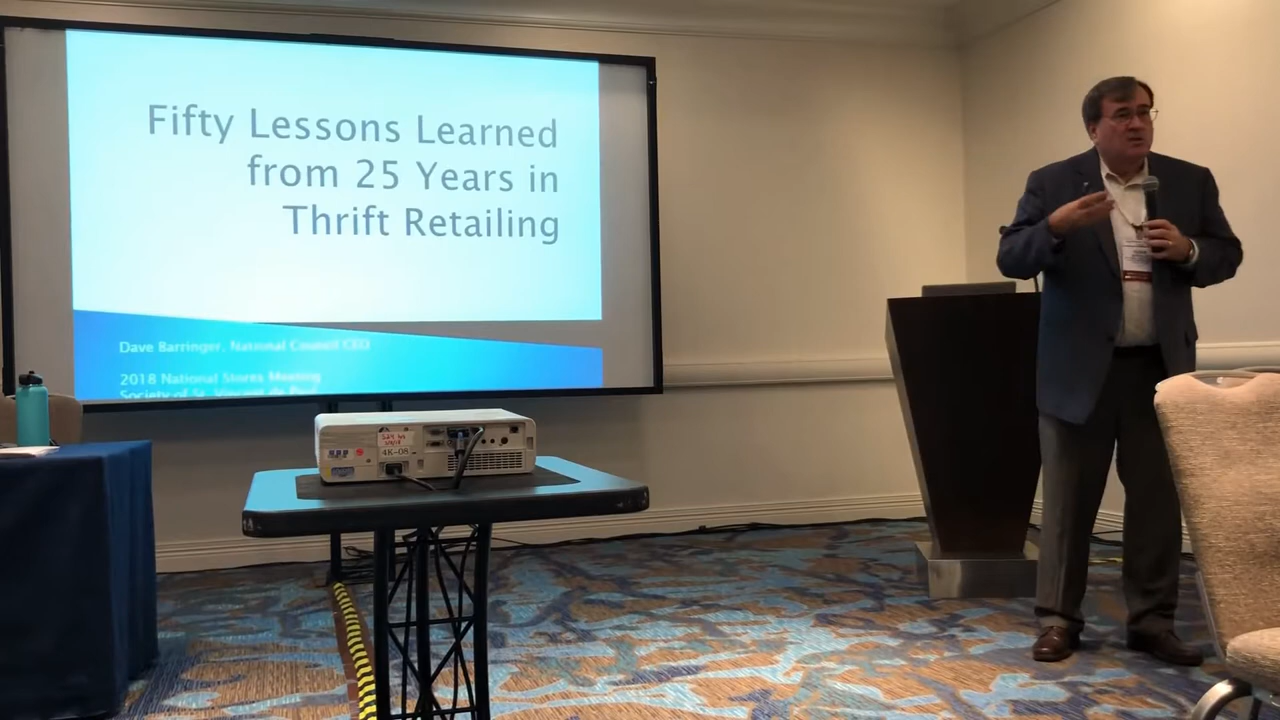 Fifty Lessons Learned
from 25 Years in
Thrift Retailing
Dave Barringer, National Council CEO
2018 National Stores Meeting
Society of St. Vincent de Paul
4K-08